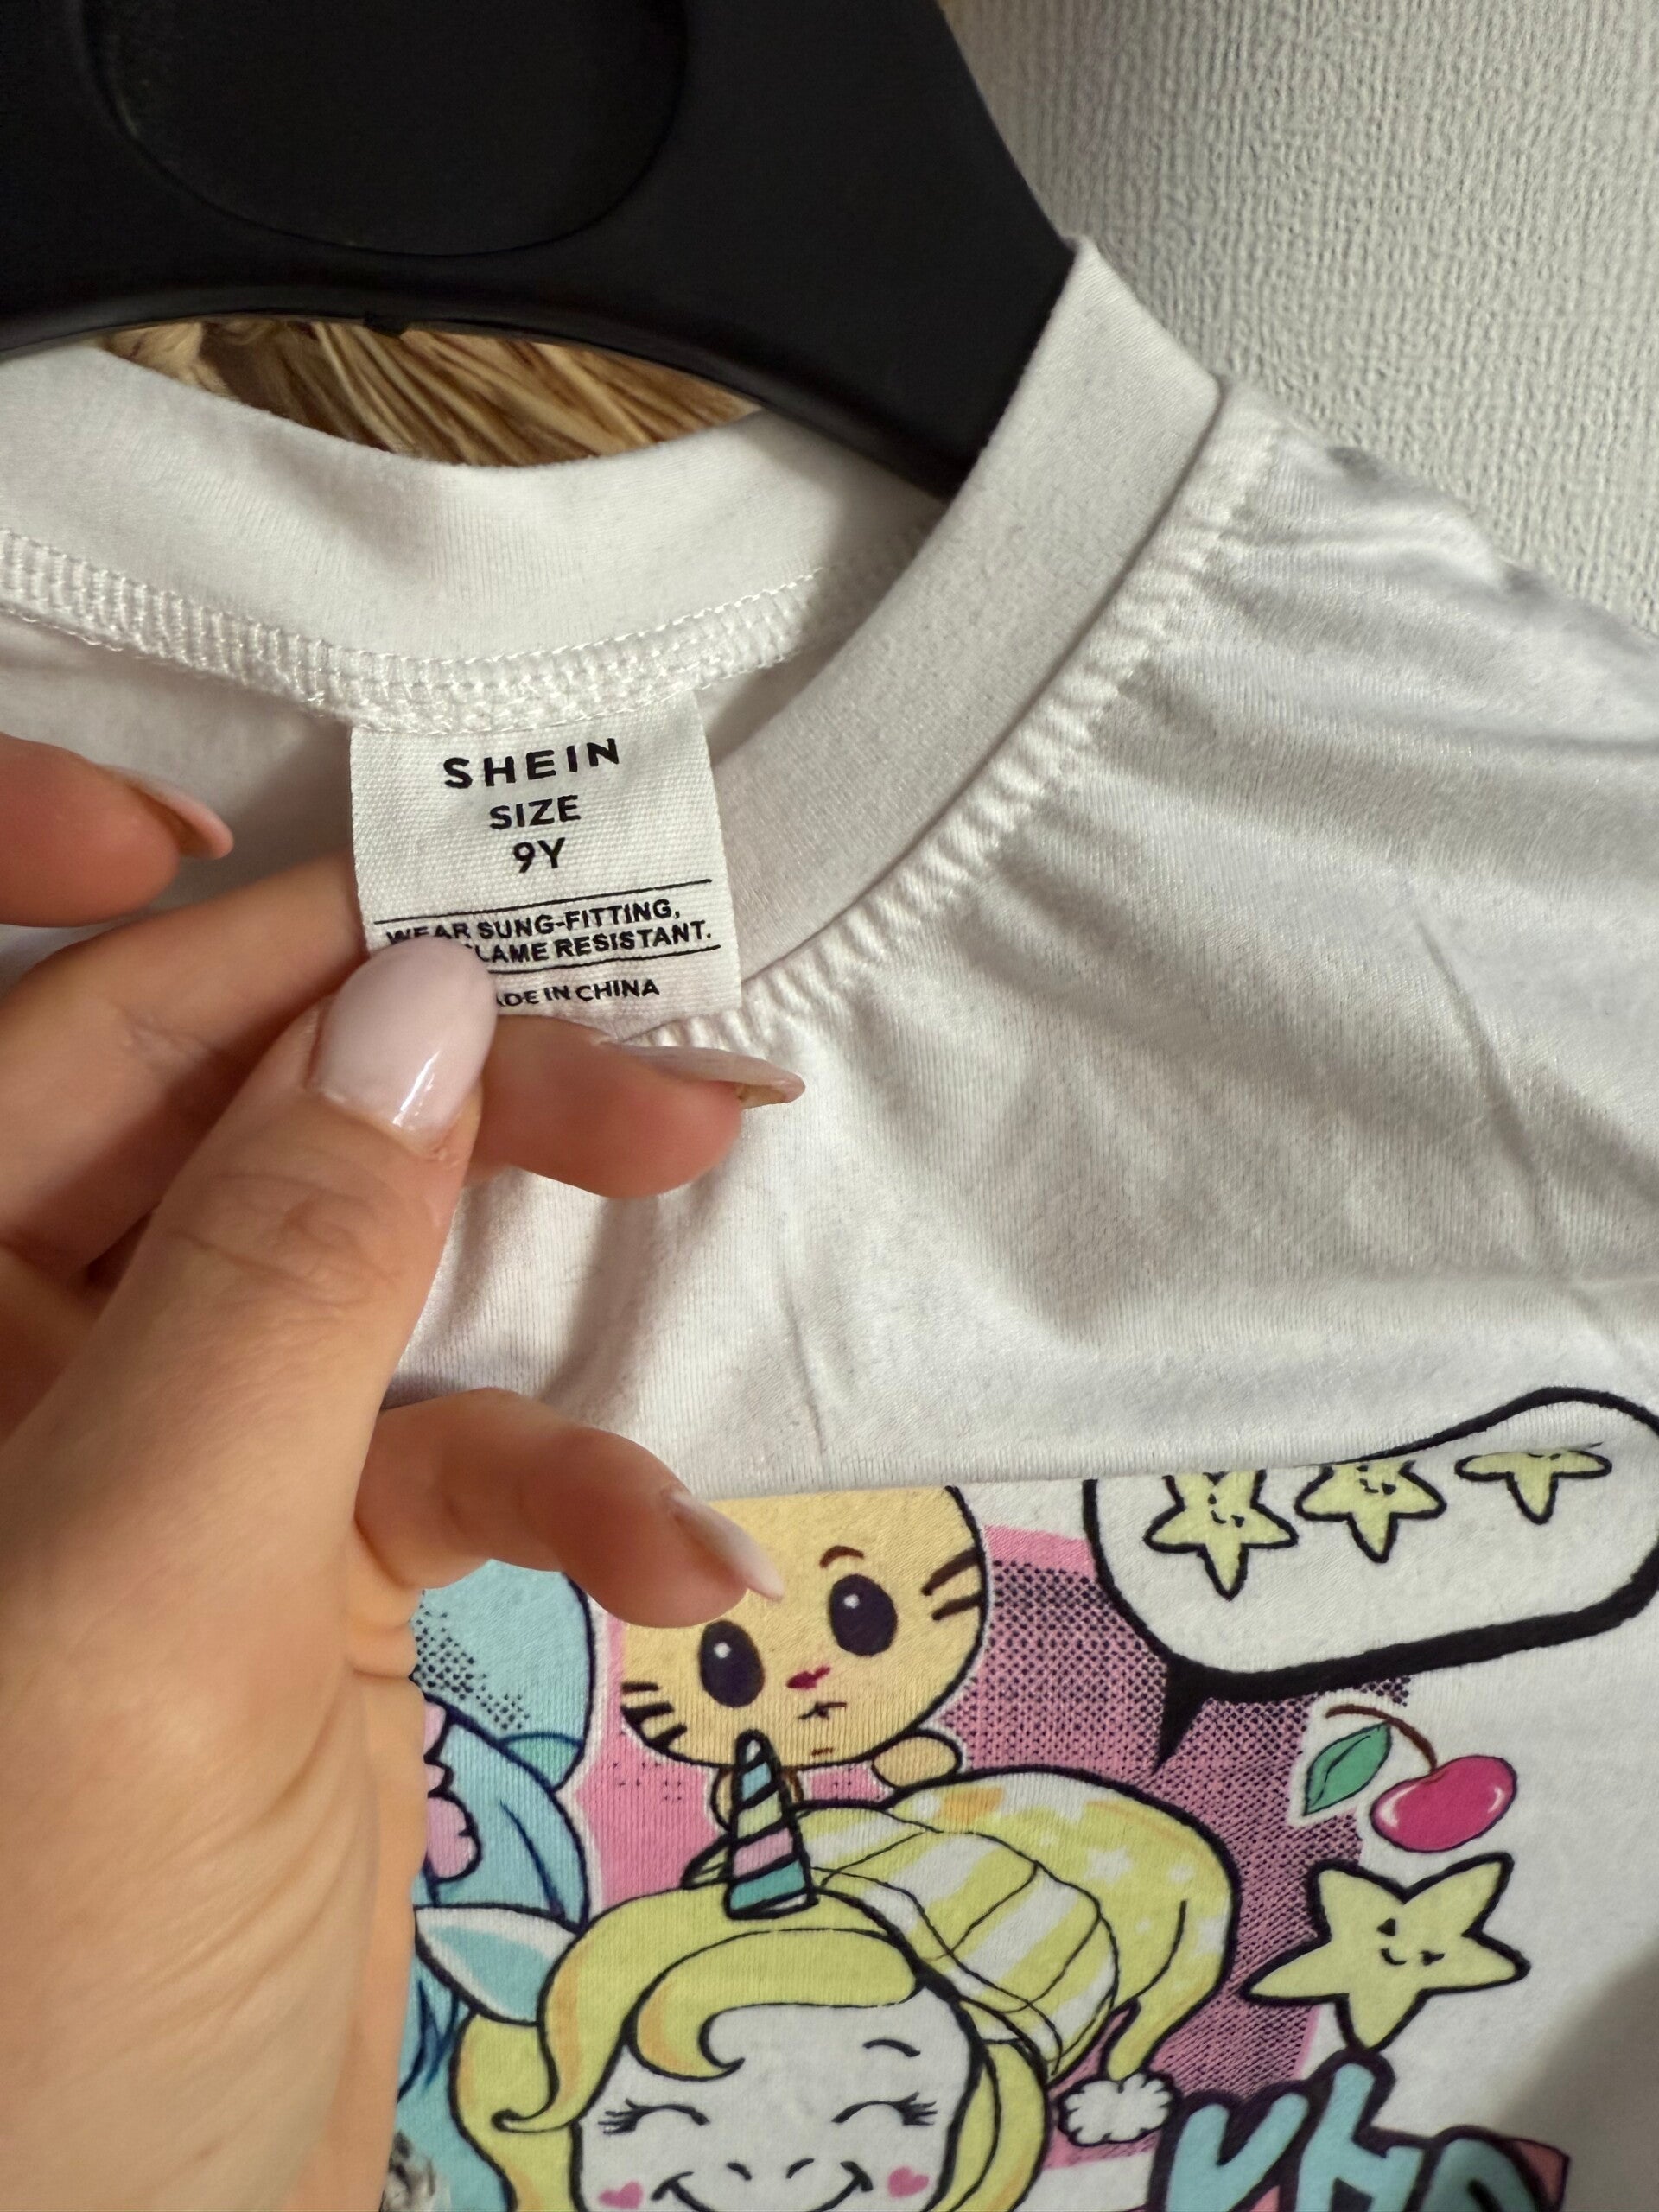 SHEIN
SIZE
9Y
WEAR SUNG-FITTING,
LAME RESISTANT.
ADE IN CHINA